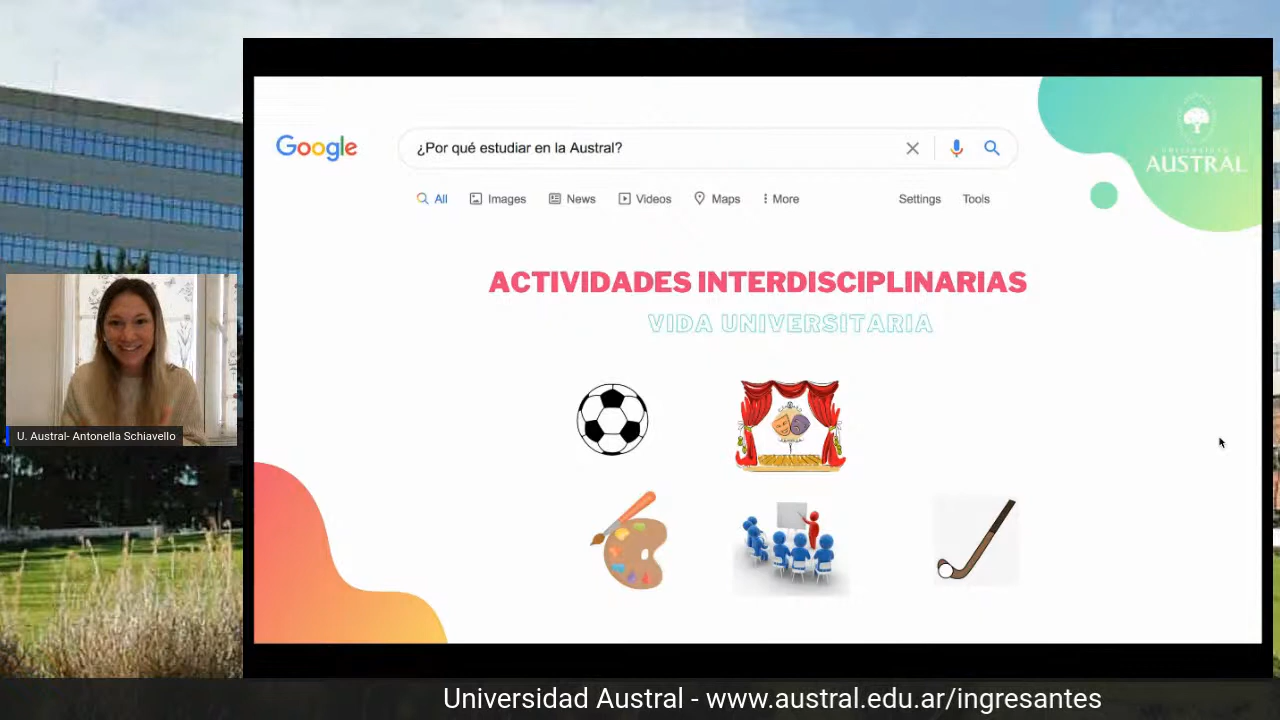 Google
¿Por qué estudiar en la Austral?
All Images News Videos Maps More Settings Tools
UNIVERSIDAD
AUSTRAL
ACTIVIDADES INTERDISCIPLINARIAS
VIDA UNIVERSITARIA
U. Austral- Antonella Schiavello
Universidad Austral - www.austral.edu.ar/ingresantes